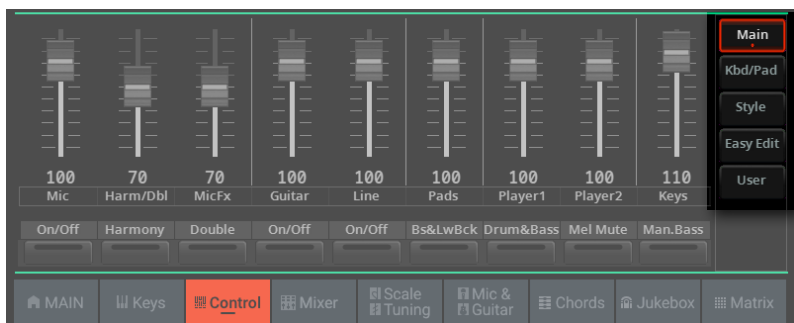 100 70 70 100 100 100 100 100 110
Mic Harm/Dbl MicFx Guitar Line Pads Player1 Player2 Keys
On/Off Harmony Double On/Off On/Off Bs&LwBck Drum&Bass Mel Mute Man.Bass
Main
Kbd/Pad
Style
Easy Edit
User
MAIN Keys Control Mixer Scale Tuning Mic & Guitar Chords Jukebox Matrix